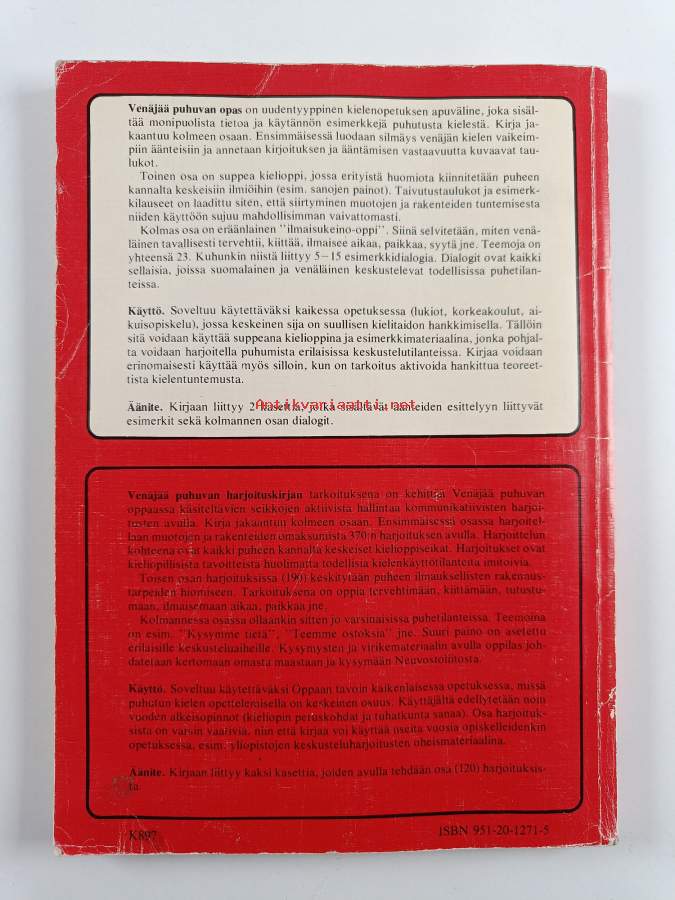 Venäjää puhuvan opas on uudentyyppinen kielenopetuksen apuväline, joka sisäl-
tää monipuolista tietoa ja käytännön esimerkkejä puhutusta kielestä. Kirja ja-
kaantuu kolmeen osaan. Ensimmäisessä luodaan silmäys venäjän kielen vaikeim-
piin äänteisiin ja annetaan kirjoituksen ja ääntämisen vastaavuutta kuvaavat tau-
lukot.
Toinen osa on suppea kielioppi, jossa erityistä huomiota kiinnitetään puheen
kannalta keskeisiin ilmiöihin (esim. sanojen painot). Taivutustaulukot ja esimerk-
kilauseet on laadittu siten, että siirtyminen muotojen ja rakenteiden tuntemisesta
niiden käyttöön sujuu mahdollisimman vaivattomasti.
Kolmas osa on eräänlainen "ilmaisukeino-oppi". Siinä selvitetään, miten venä-
läinen tavallisesti tervehtii, kiittää, ilmaisee aikaa, paikkaa, syytä jne. Teemoja on
yhteensä 23. Kuhunkin niistä liittyy 5–15 esimerkkidialogia. Dialogit ovat kaikki
sellaisia, joissa suomalainen ja venäläinen keskustelevat todellisissa puhetilan-
teissa.
Käyttö. Soveltuu käytettäväksi kaikessa opetuksessa (lukiot, korkeakoulut, ai-
kuisopiskelu), jossa keskeinen sija on suullisen kielitaidon hankkimisella. Tällöin
sitä voidaan käyttää suppeana kielioppina ja esimerkkimateriaalina, jonka pohjal-
ta voidaan harjoitella puhumista erilaisissa keskustelutilanteissa. Kirjaa voidaan
erinomaisesti käyttää myös silloin, kun on tarkoitus aktivoida hankittua teoreet-
tista kielentuntemusta.
Antikvariaatti.net
Äänite. Kirjaan liittyy 2 kasettia, jotka sisältävät äänteiden esittelyyn liittyvät
esimerkit sekä kolmannen osan dialogit.
Venäjää puhuvan harjoituskirjan tarkoituksena on kehittää Venäjää puhuvan
oppaassa käsiteltävien seikkojen aktiivista hallintaa kommunikatiivisten harjoi-
tusten avulla. Kirja jakaantuu kolmeen osaan. Ensimmäisessä osassa harjoitel-
laan muotojen ja rakenteiden omaksumista 370:n harjoituksen avulla. Harjoittelun
kohteena ovat kaikki puheen kannalta keskeiset kielioppiseikat. Harjoitukset ovat
kieliopillisista tavoitteista huolimatta todellisia kielenkäyttötilanteita imitoivia.
Toisen osan harjoituksissa (190) keskitytään puheen ilmauksellisten rakennus-
tarpeiden hiomiseen. Tarkoituksena on oppia tervehtimään, kiittämään, tutustu-
maan, ilmaisemaan aikaa, paikkaa jne.
Kolmannessa osassa ollaankin sitten jo varsinaisissa puhetilanteissa. Teemoina
on esim. "Kysymme tietä", "Teemme ostoksia" jne. Suuri paino on asetettu
erilaisille keskusteluaiheille. Kysymysten ja virikemateriaalin avulla oppilas joh-
datetaan kertomaan omasta maastaan ja kysymään Neuvostoliitosta.
Käyttö. Soveltuu käytettäväksi Oppaan tavoin kaikenlaisessa opetuksessa, missä
puhutun kielen opettelemisella on keskeinen osuus. Käyttäjältä edellytetään noin
vuoden alkeisopinnot (kieliopin peruskohdat ja tuhatkunta sanaa). Osa harjoituk-
sista on varsin vaativia, niin että kirjaa voi käyttää useita vuosia opiskelleidenkin
opetuksessa, esim. yliopistojen keskusteluharjoitusten oheismateriaalina.
Äänite. Kirjaan liittyy kaksi kasettia, joiden avulla tehdään osa (120) harjoituksis-
ta.
K897
ISBN 951-20-1271-5